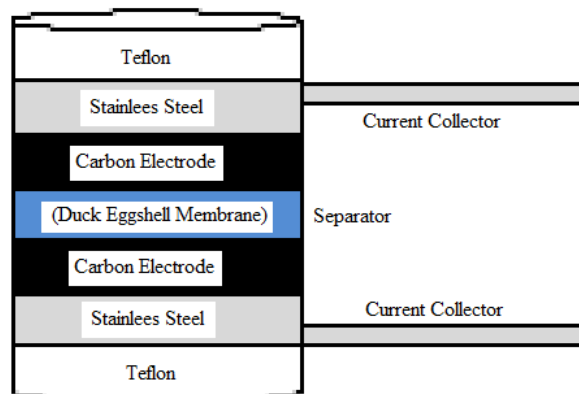 Teflon
Stainlees Steel
Current Collector
Carbon Electrode
(Duck Eggshell Membrane)
Separator
Carbon Electrode
Stainlees Steel
Current Collector
Teflon